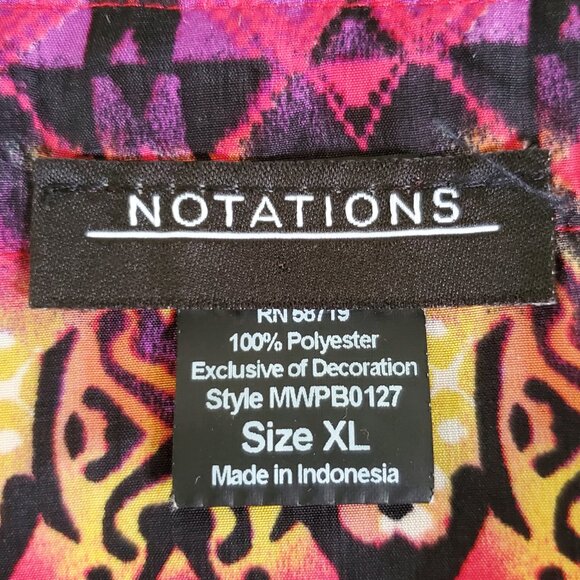 NOTATIONS
RN 58719
100% Polyester
Exclusive of Decoration
Style MWPB0127
Size XL
Made in Indonesia